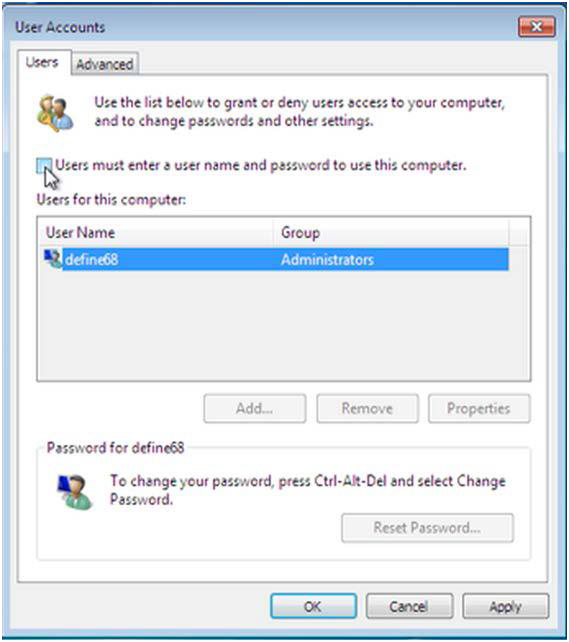 User Accounts
Users
Advanced
Use the list below to grant or deny users access to your computer,
and to change passwords and other settings.
Users must enter a user name and password to use this computer.
Users for this computer:
User Name Group
define68 Administrators
Add... Remove Properties
Password for define68
To change your password, press Ctrl-Alt-Del and select Change
Password.
Reset Password...
OK Cancel Apply